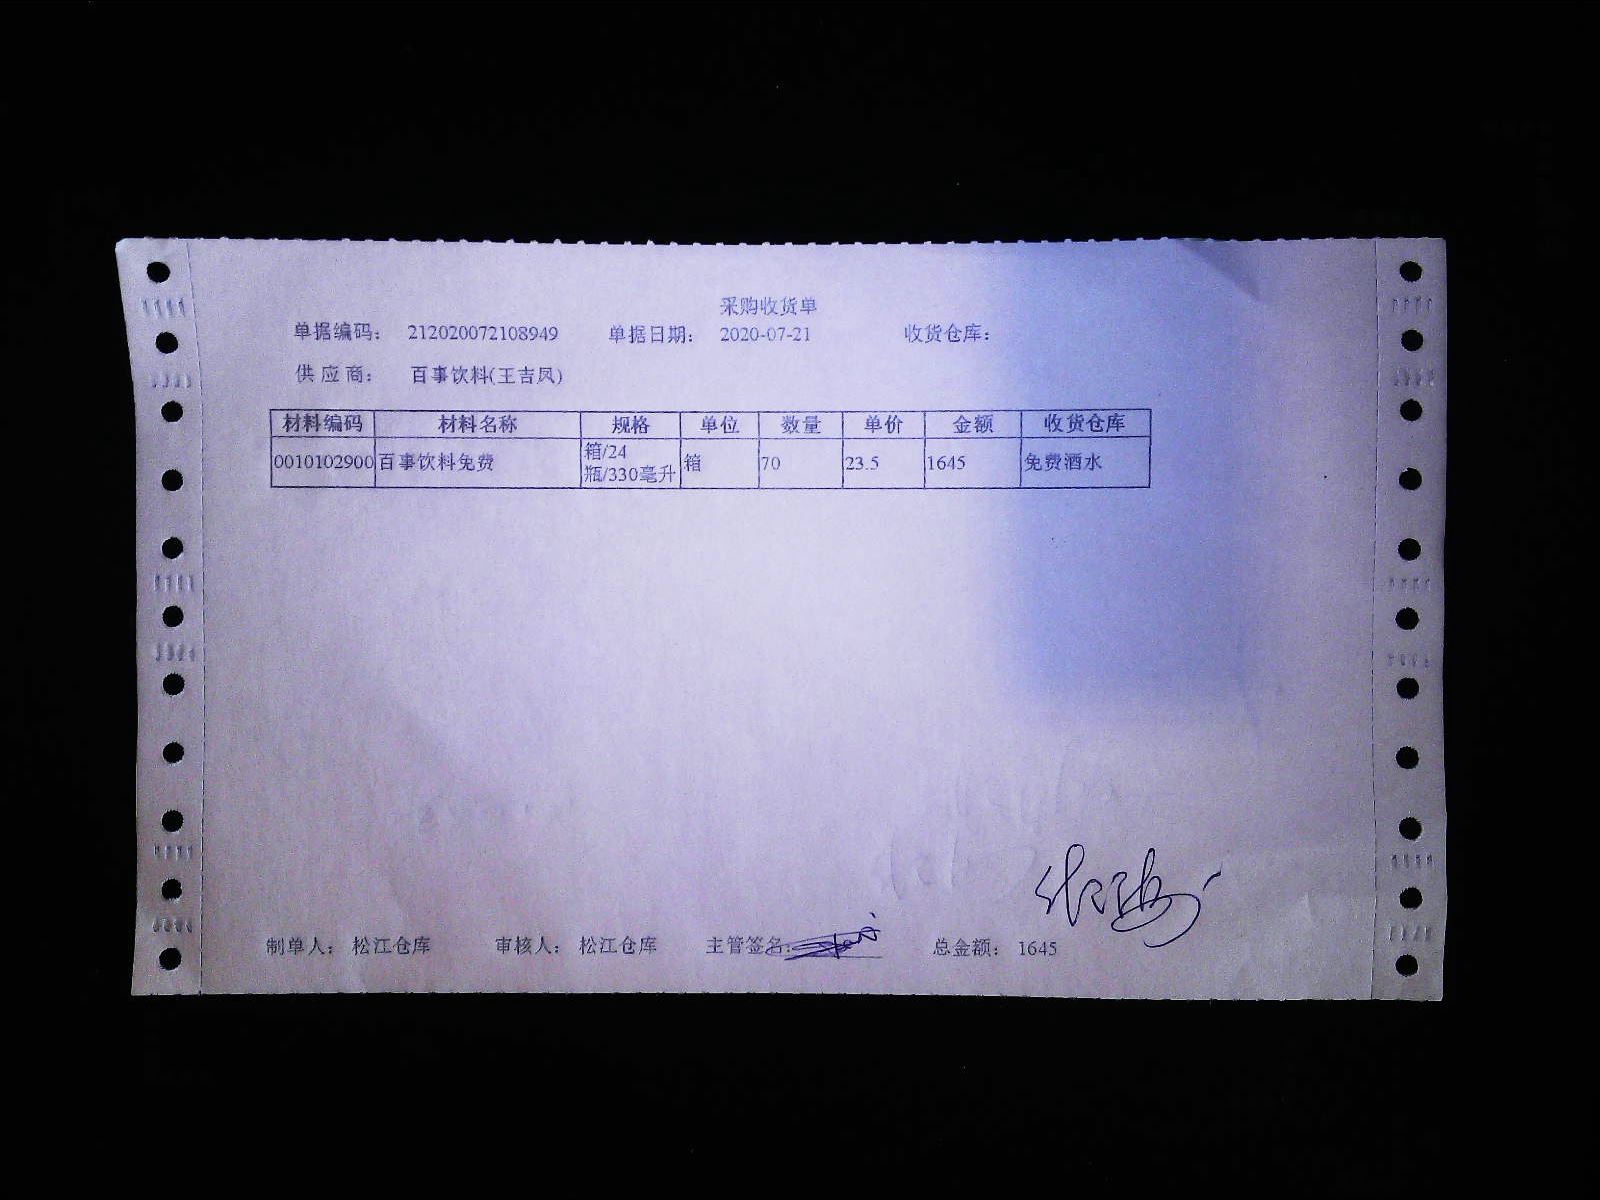 采购收货单
单据编码： 212020072108949 单据日期： 2020-07-21 收货仓库：
供应商： 百事饮料(王吉凤)
材料编码 材料名称 规格 单位 数量 单价 金额 收货仓库
0010102900 百事饮料免费 箱/24瓶/330毫升 箱 70 23.5 1645 免费酒水
制单人： 松江仓库 审核人： 松江仓库 主管签名： 总金额： 1645